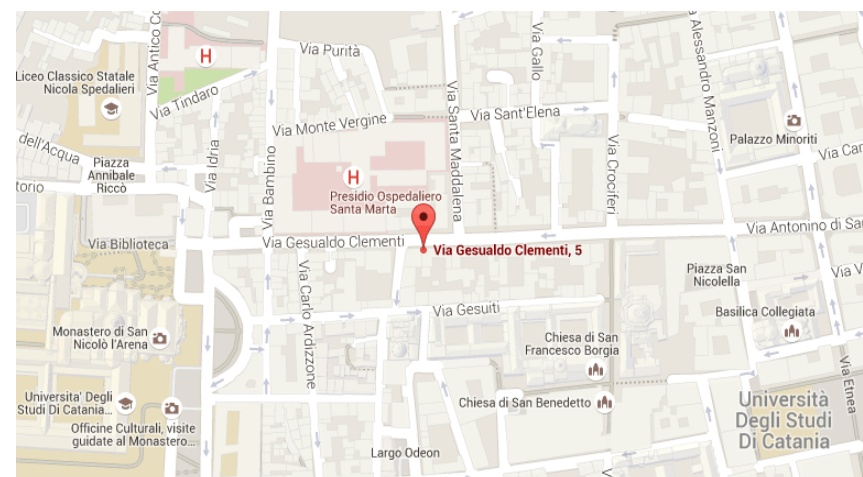 Via Antico Co
H
Via Purità
Via Gallo
Via Alessandro Manzoni
Liceo Classico Statale
Nicola Spedalieri
Via Tindaro
Via Santa Maddalena
Via Sant'Elena
Via Monte Vergine
Palazzo Minoriti
dell'Acqua
Piazza
Annibale
Riccò
Via Idria
Via Bambino
Via Crociferi
Via Car
torio
H
Presidio Ospedaliero
Santa Marta
Via Biblioteca
Via Gesualdo Clementi
Via Gesualdo Clementi, 5
Via Antonino di Sa
Via Carlo Ardizzone
Piazza San
Nicolella
Via V
Via Gesuiti
Basilica Collegiata
Monastero di San
Nicolò l'Arena
Chiesa di San
Francesco Borgia
Via Etnea
Universita' Degli
Studi Di Catania...
Chiesa di San Benedetto
Università
Degli Studi
Di Catania
Officine Culturali, visite
guidate al Monastero...
Largo Odeon